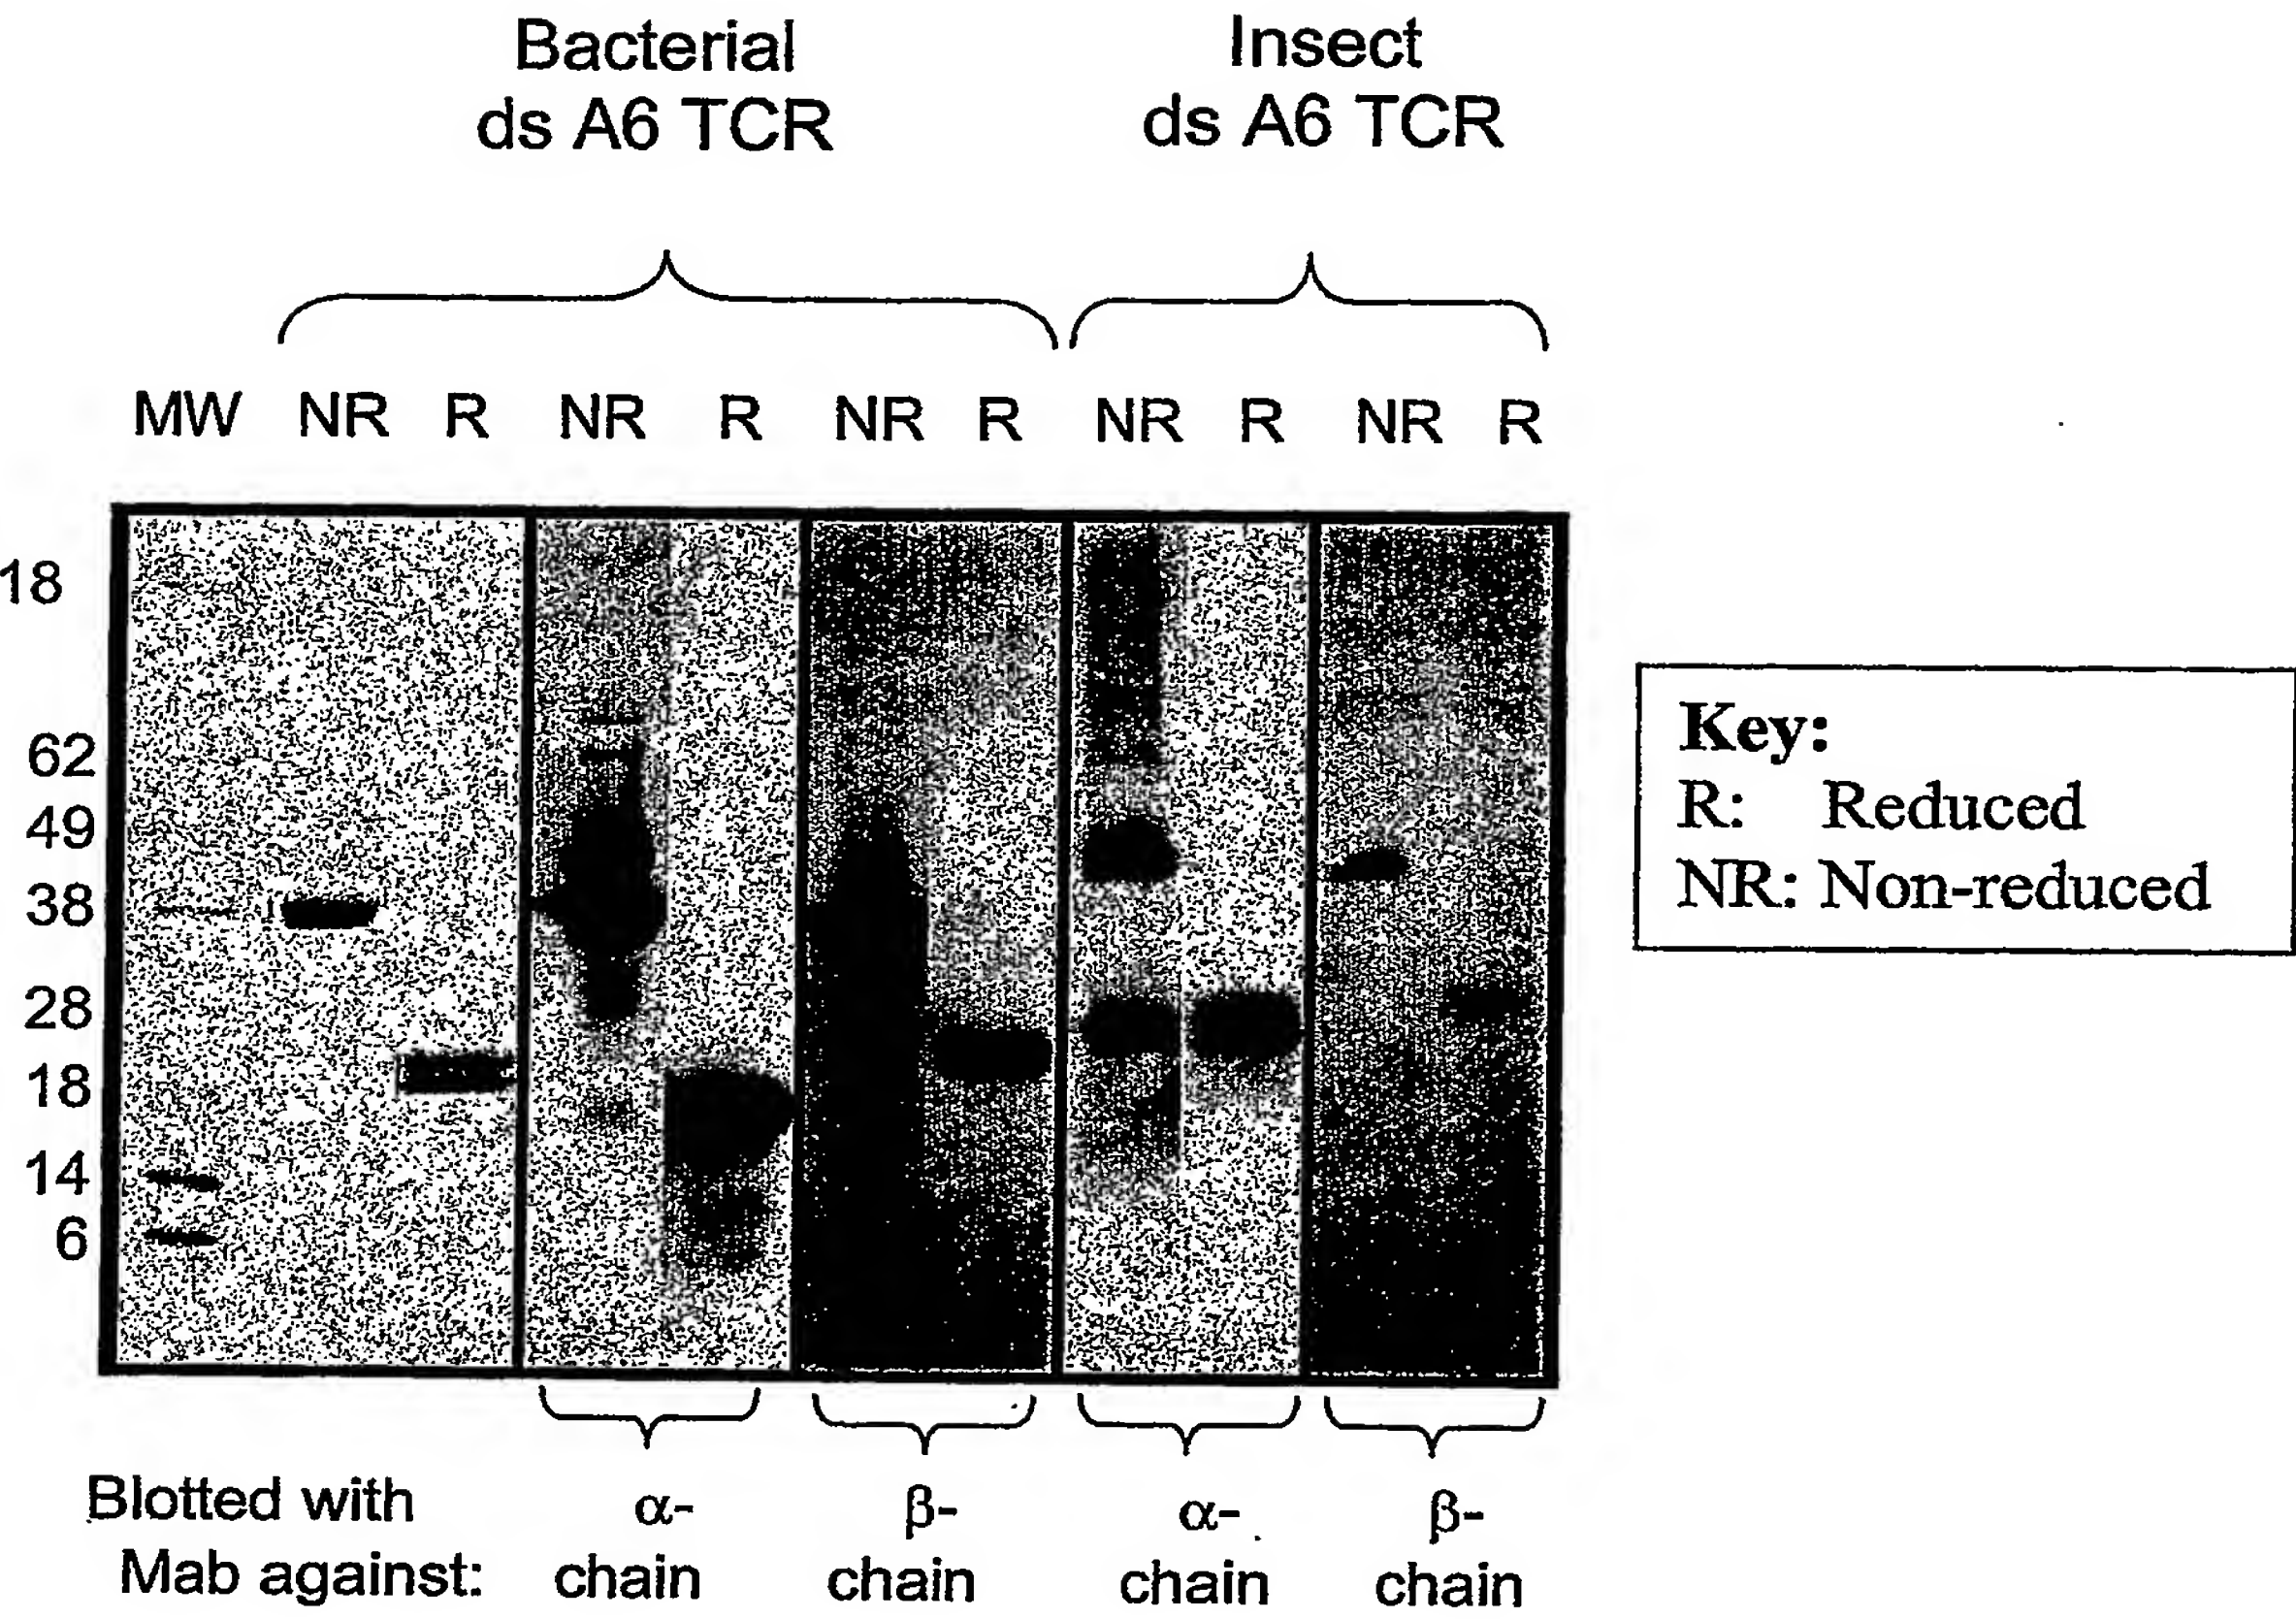 Bacterial
ds A6 TCR
Insect
ds A6 TCR
MW NR R NR R NR R NR R NR R
18
62
49
38
28
18
14
6
Key:
R: Reduced
NR: Non-reduced
Blotted with
Mab against:
α-
chain
β-
chain
α-
chain
β-
chain